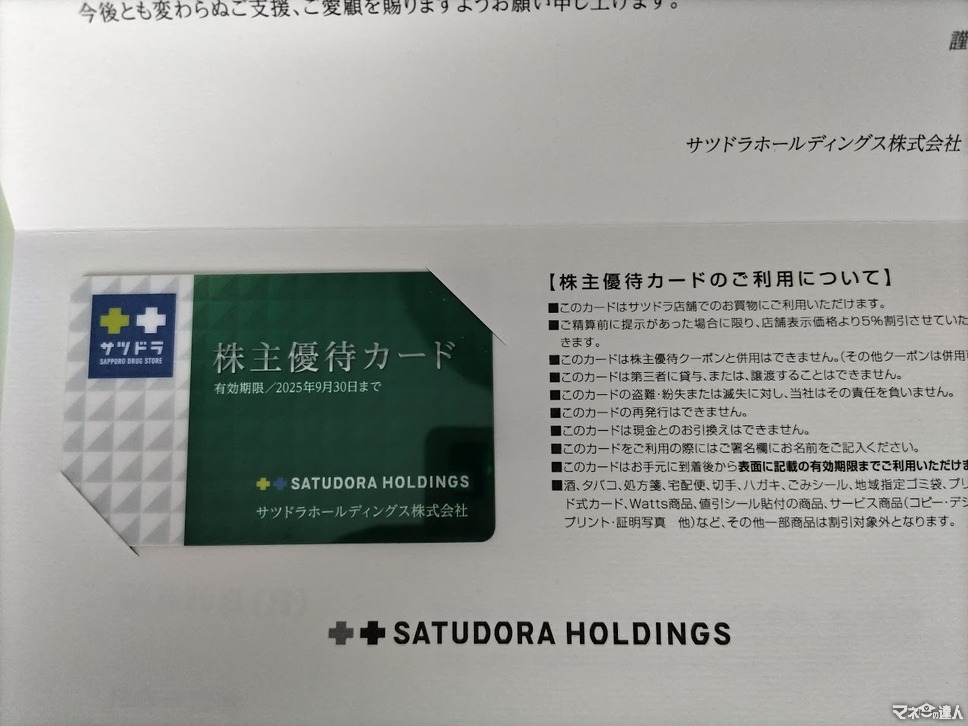 今後とも変わらぬご支援、ご愛顧を賜りますようお願い申し上げます。
謹
サツドラホールディングス株式会社
サツドラ
SAPPORO DRUG STORE
株主優待カード
有効期限／2025年9月30日まで
SATUDORA HOLDINGS
サツドラホールディングス株式会社
【株主優待カードのご利用について】
■このカードはサツドラ店舗でのお買物にご利用いただけます。
■ご精算前に提示があった場合に限り、店舗表示価格より5%割引させていた
きます。
■このカードは株主優待クーポンと併用はできません。(その他クーポンは併用可
■このカードは第三者に貸与、または、譲渡することはできません。
■このカードの盗難・紛失または滅失に対し、当社はその責任を負いません。
■このカードの再発行はできません。
■このカードは現金とのお引換えはできません。
■このカードをご利用の際にはご署名欄にお名前をご記入ください。
■このカードはお手元に到着後から表面に記載の有効期限までご利用いただけま
■酒、タバコ、処方箋、宅配便、切手、ハガキ、ごみシール、地域指定ゴミ袋、プリ
ド式カード、Watts商品、値引シール貼付の商品、サービス商品(コピー・デジ
プリント・証明写真　他)など、その他一部商品は割引対象外となります。
SATUDORA HOLDINGS
マネーの達人